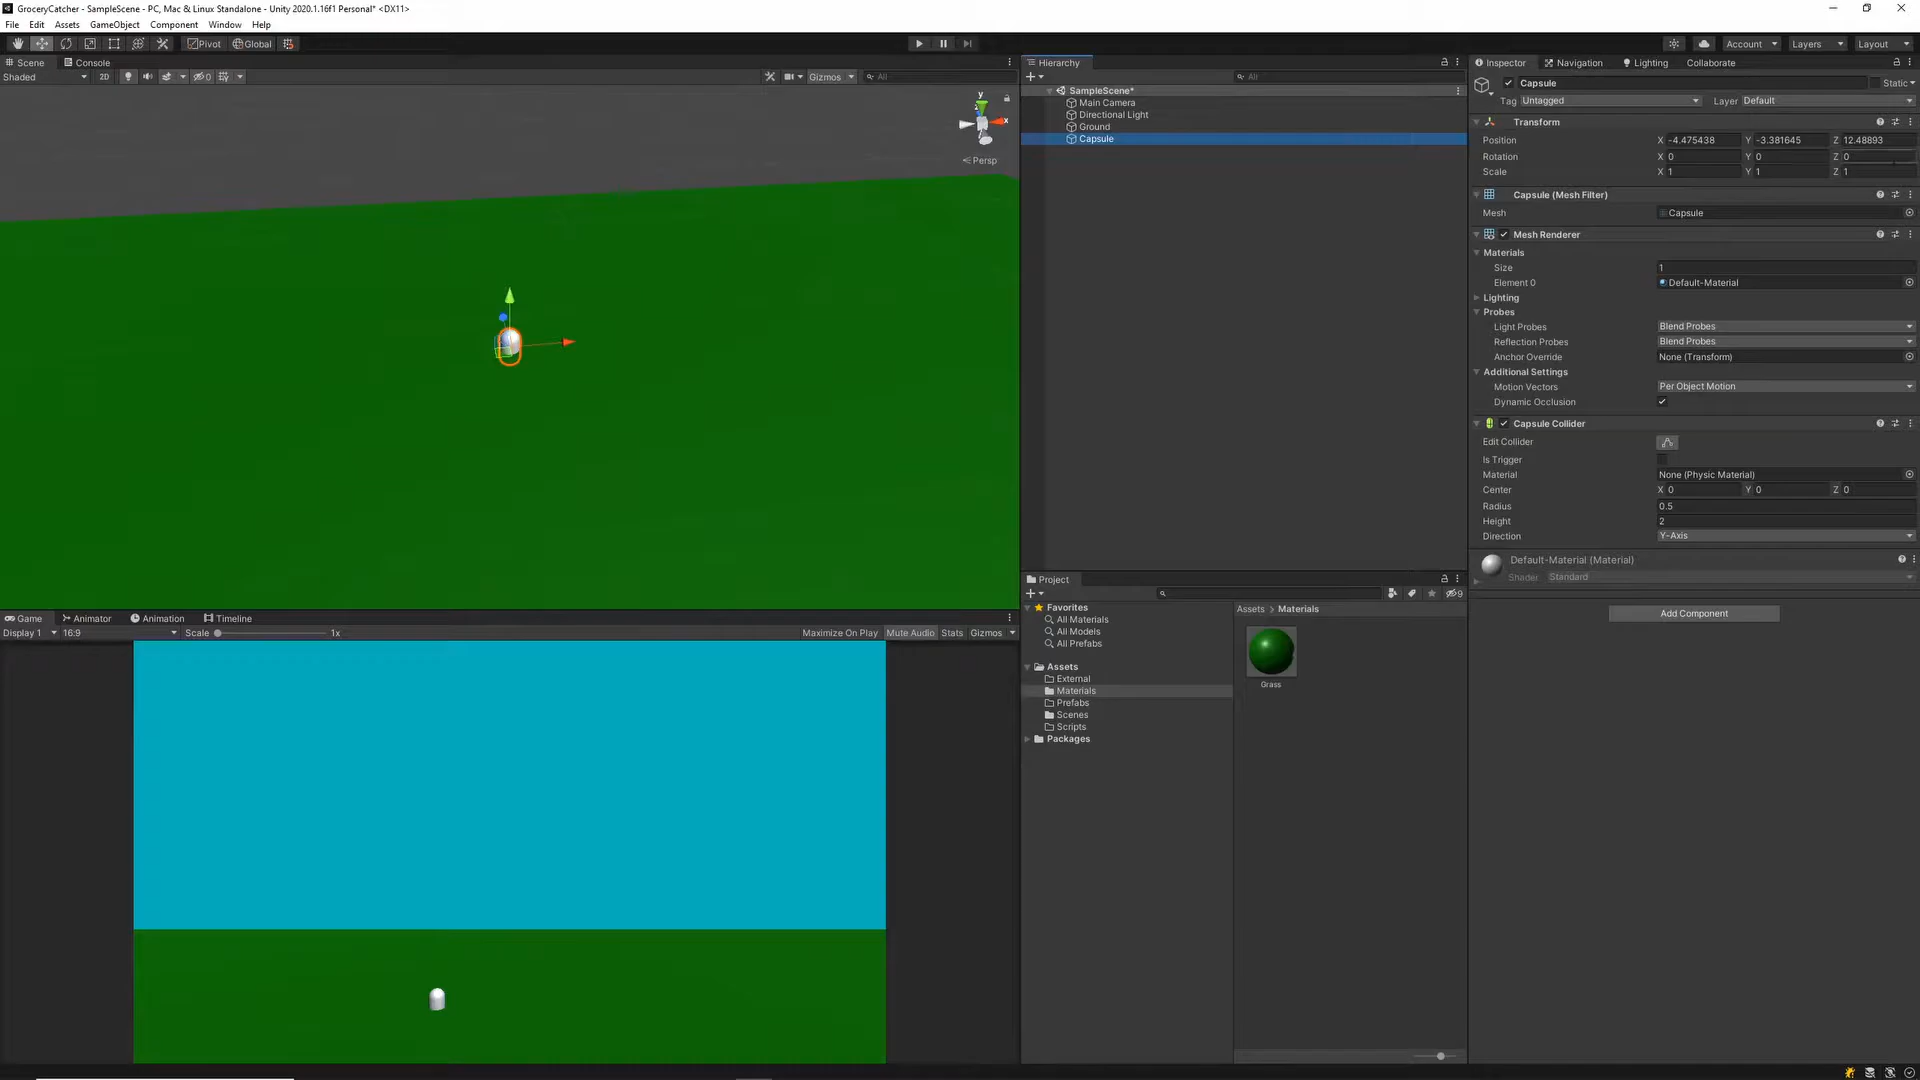 GroceryCatcher - SampleScene - PC, Mac & Linux Standalone - Unity 2020.1.16f1 Personal* <DX11>
File Edit Assets GameObject Component Window Help
Pivot Global Account Layers Layout
Scene Console
Shaded 2D 0 Gizmos All
y
x
Persp
Hierarchy
All
SampleScene*
Main Camera
Directional Light
Ground
Capsule
Inspector Navigation Lighting Collaborate
Capsule Static
Tag Untagged Layer Default
Transform
Position X -4.475438 Y -3.381645 Z 12.48893
Rotation X 0 Y 0 Z 0
Scale X 1 Y 1 Z 1
Capsule (Mesh Filter)
Mesh Capsule
Mesh Renderer
Materials
Size 1
Element 0 Default-Material
Lighting
Probes
Light Probes Blend Probes
Reflection Probes Blend Probes
Anchor Override None (Transform)
Additional Settings
Motion Vectors Per Object Motion
Dynamic Occlusion
Capsule Collider
Edit Collider
Is Trigger
Material None (Physic Material)
Center X 0 Y 0 Z 0
Radius 0.5
Height 2
Direction Y-Axis
Default-Material (Material)
Shader Standard
Add Component
Game Animator Animation Timeline
Display 1 16:9 Scale 1x Maximize On Play Mute Audio Stats Gizmos
Project
9
Favorites
All Materials
All Models
All Prefabs
Assets
External
Materials
Prefabs
Scenes
Scripts
Packages
Assets > Materials
Grass